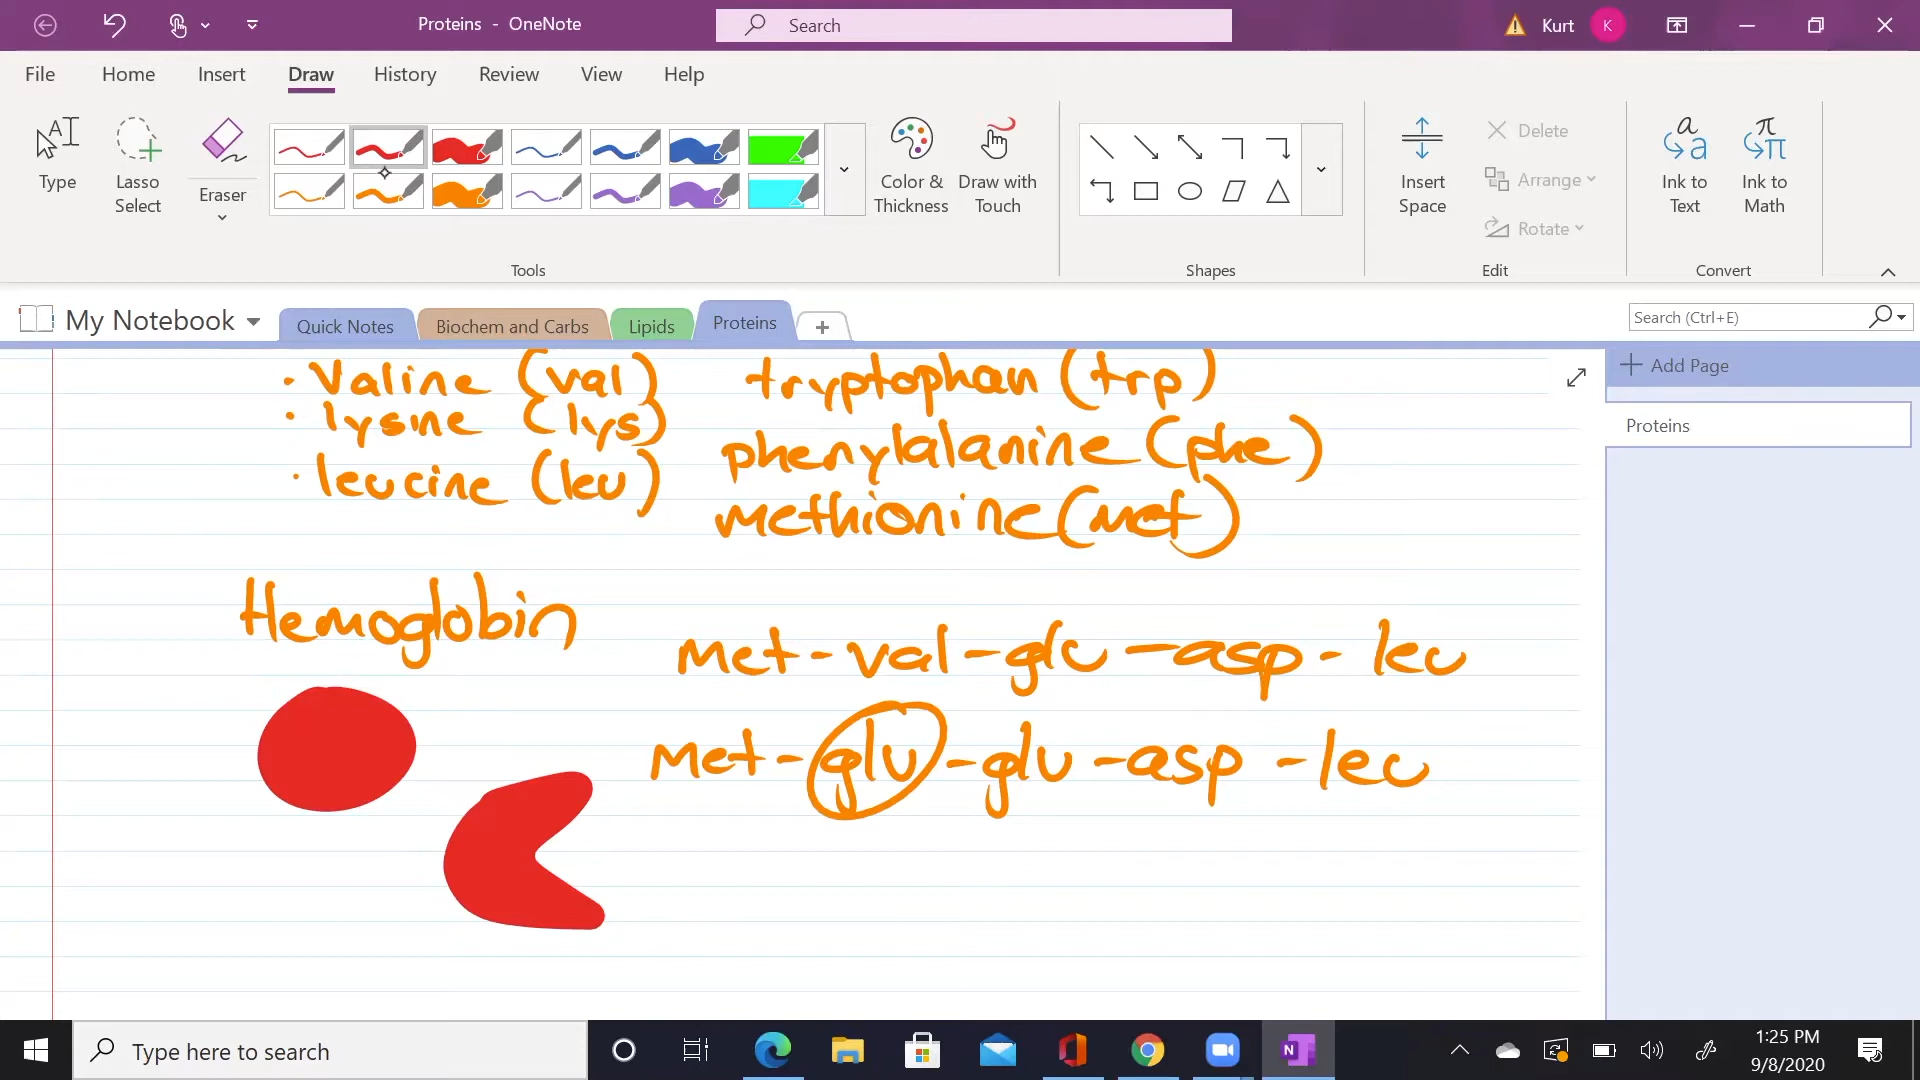 Proteins - OneNote
Search
Kurt
K
File Home Insert Draw History Review View Help
Type
Lasso Select
Eraser
Color & Thickness
Draw with Touch
Insert Space
Delete
Arrange
Rotate
Ink to Text
Ink to Math
Tools
Shapes
Edit
Convert
My Notebook
Quick Notes
Biochem and Carbs
Lipids
Proteins
Search (Ctrl+E)
Add Page
Proteins
· Valine (val)
tryptophan (trp)
· lysine (lys)
phenylalanine (phe)
· leucine (leu)
methionine (met)
Hemoglobin
Met - val - glu - asp - leu
Met - glu - glu - asp - leu
Type here to search
1:25 PM
9/8/2020